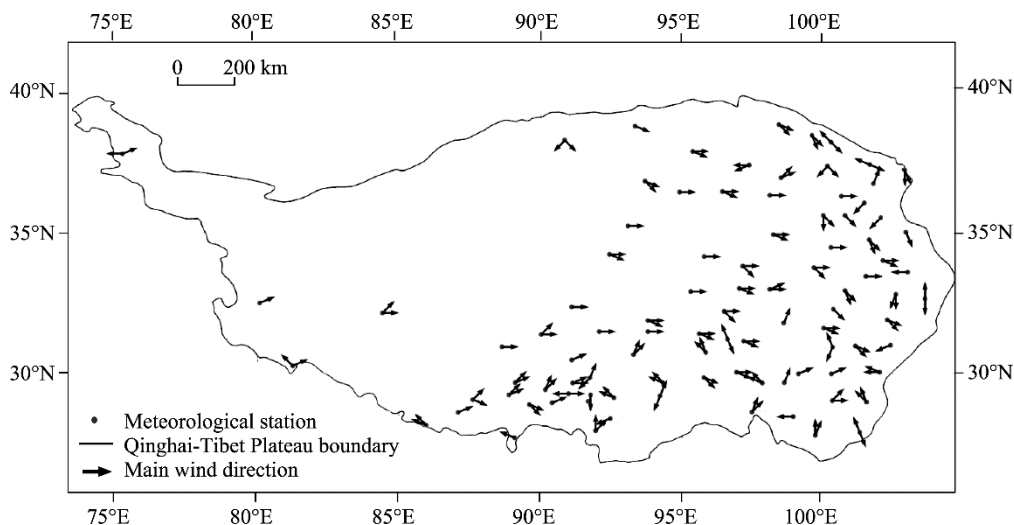 75°E 80°E 85°E 90°E 95°E 100°E
0 200 km
40°N 40°N
35°N 35°N
30°N 30°N
Meteorological station
Qinghai-Tibet Plateau boundary
Main wind direction
75°E 80°E 85°E 90°E 95°E 100°E